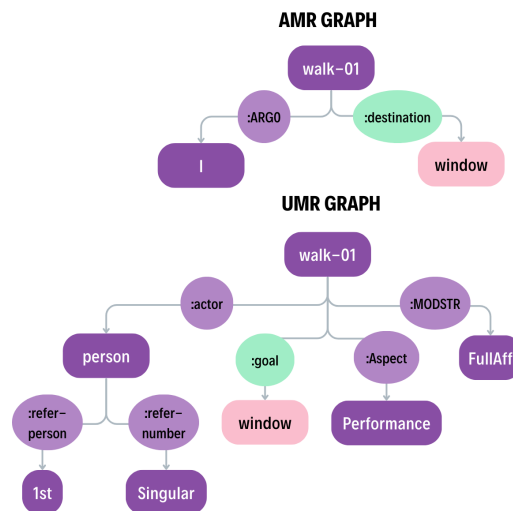 AMR GRAPH
walk-01
:ARG0
:destination
I
window
UMR GRAPH
walk-01
:actor
:MODSTR
person
:goal
:Aspect
FullAff
:refer-
person
:refer-
number
window
Performance
1st
Singular